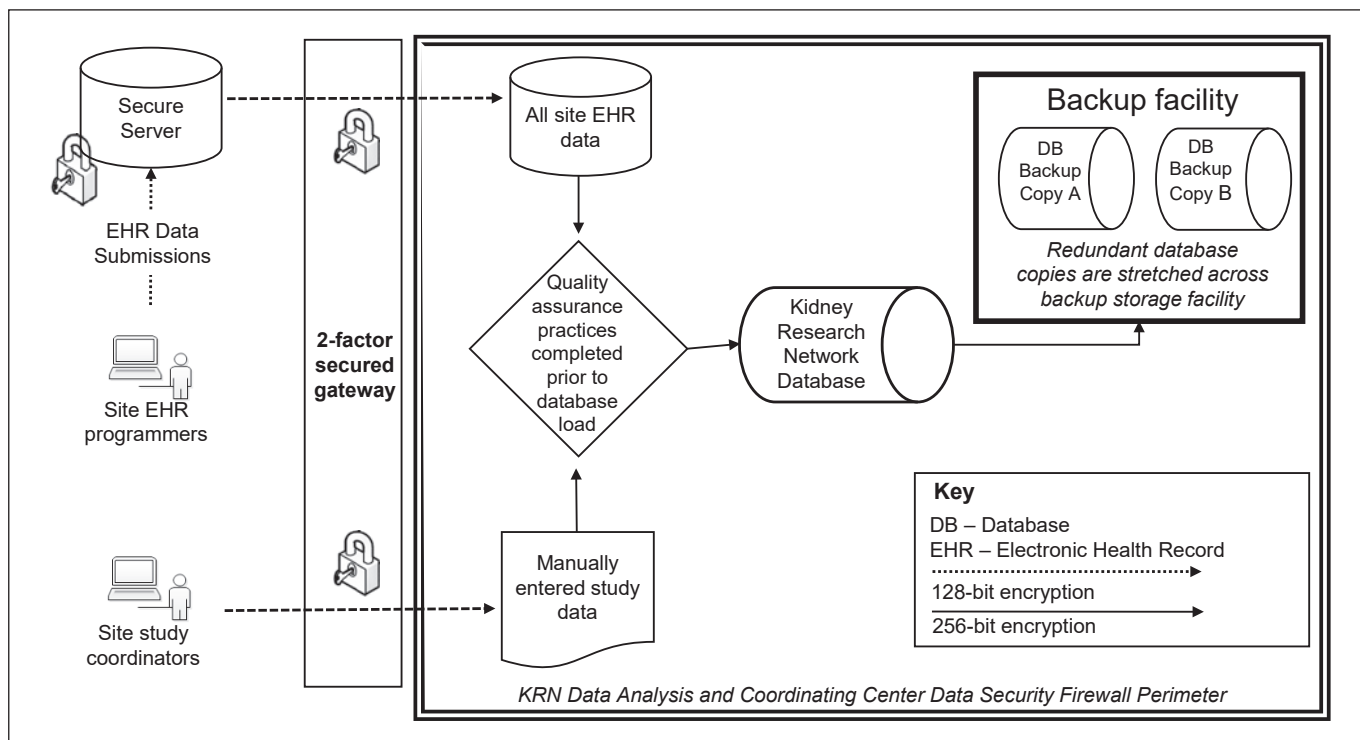 Secure
Server
EHR Data
Submissions
Site EHR
programmers
Site study
coordinators
2-factor
secured
gateway
All site EHR
data
Quality
assurance
practices
completed
prior to
database
load
Manually
entered study
data
Kidney
Research
Network
Database
Backup facility
DB
Backup
Copy A
DB
Backup
Copy B
Redundant database
copies are stretched across
backup storage facility
Key
DB – Database
EHR – Electronic Health Record
128-bit encryption
256-bit encryption
KRN Data Analysis and Coordinating Center Data Security Firewall Perimeter